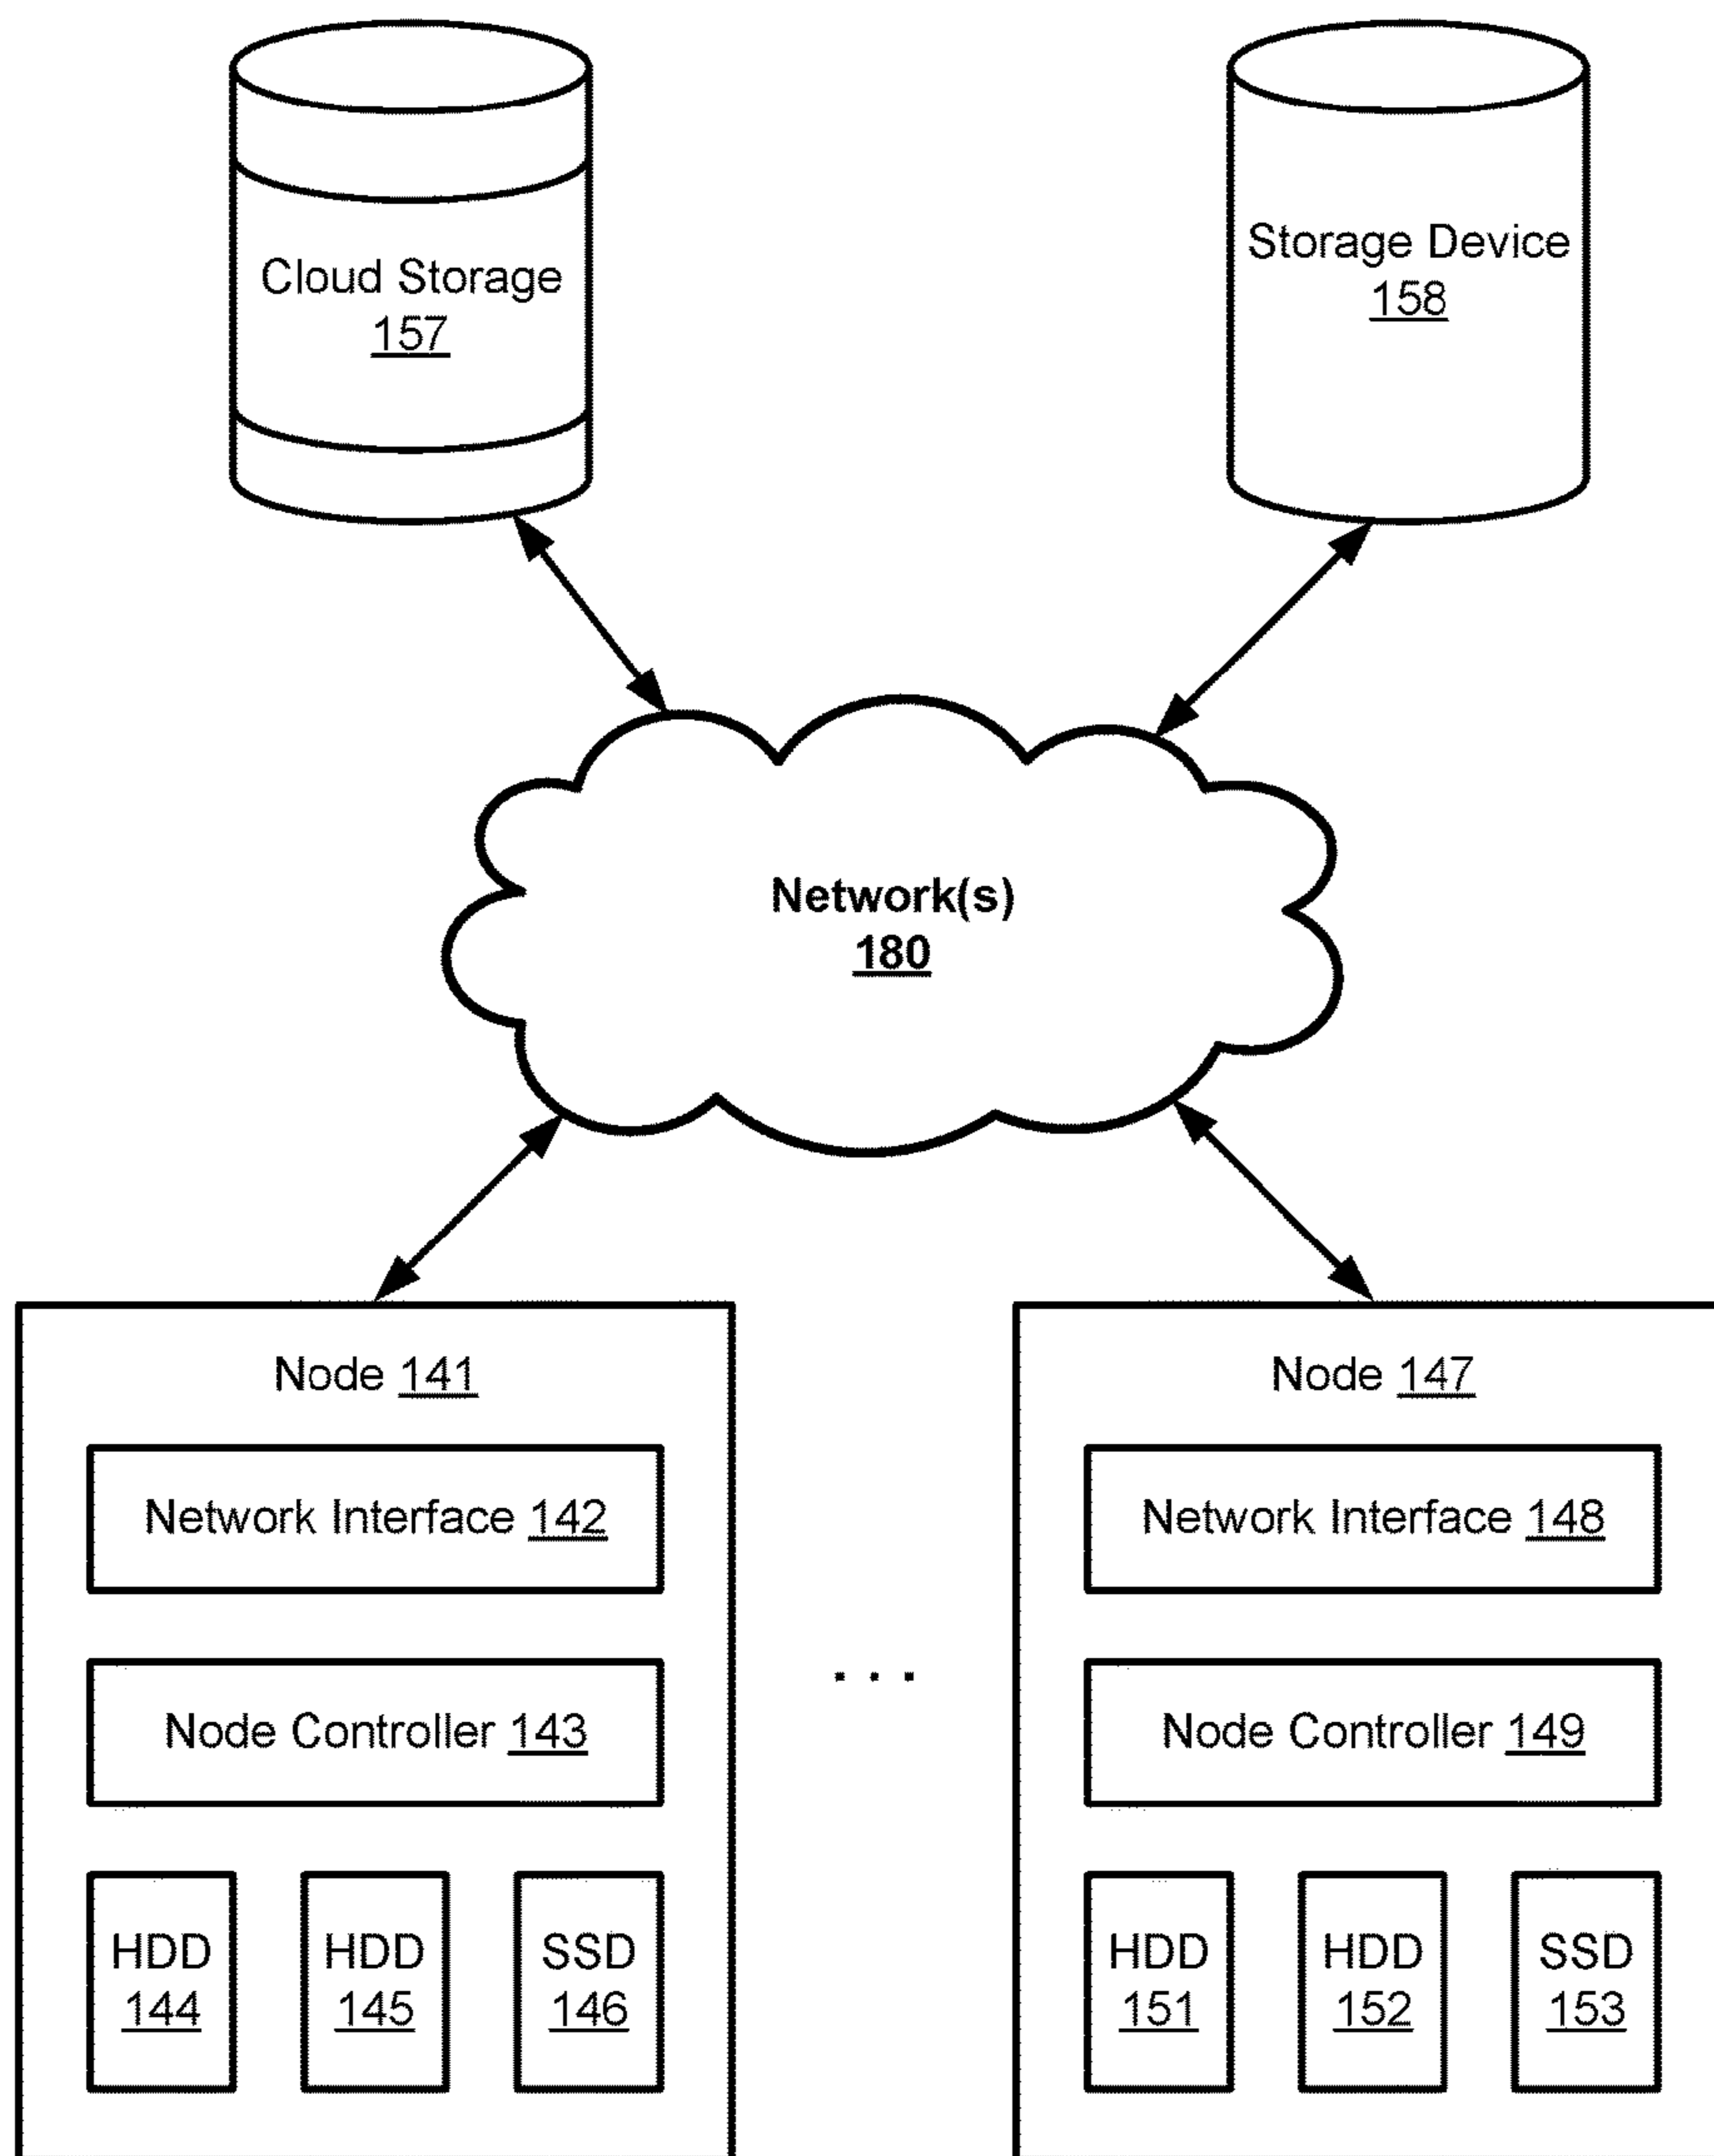 Cloud Storage
157
Storage Device
158
Network(s)
180
Node 141
Network Interface 142
Node Controller 143
HDD
144
HDD
145
SSD
146
. . .
Node 147
Network Interface 148
Node Controller 149
HDD
151
HDD
152
SSD
153